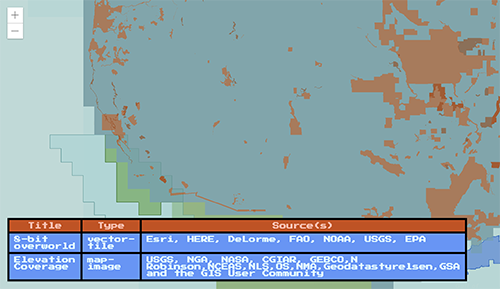 +
−
Title Type Source(s)
8-bit overworld vector-tile Esri, HERE, DeLorme, FAO, NOAA, USGS, EPA
Elevation Coverage map-image USGS, NGA, NASA, CGIAR, GEBCO,N
Robinson,NCEAS,NLS,OS,NMA,Geodatastyrelsen,GSA
and the GIS User Community